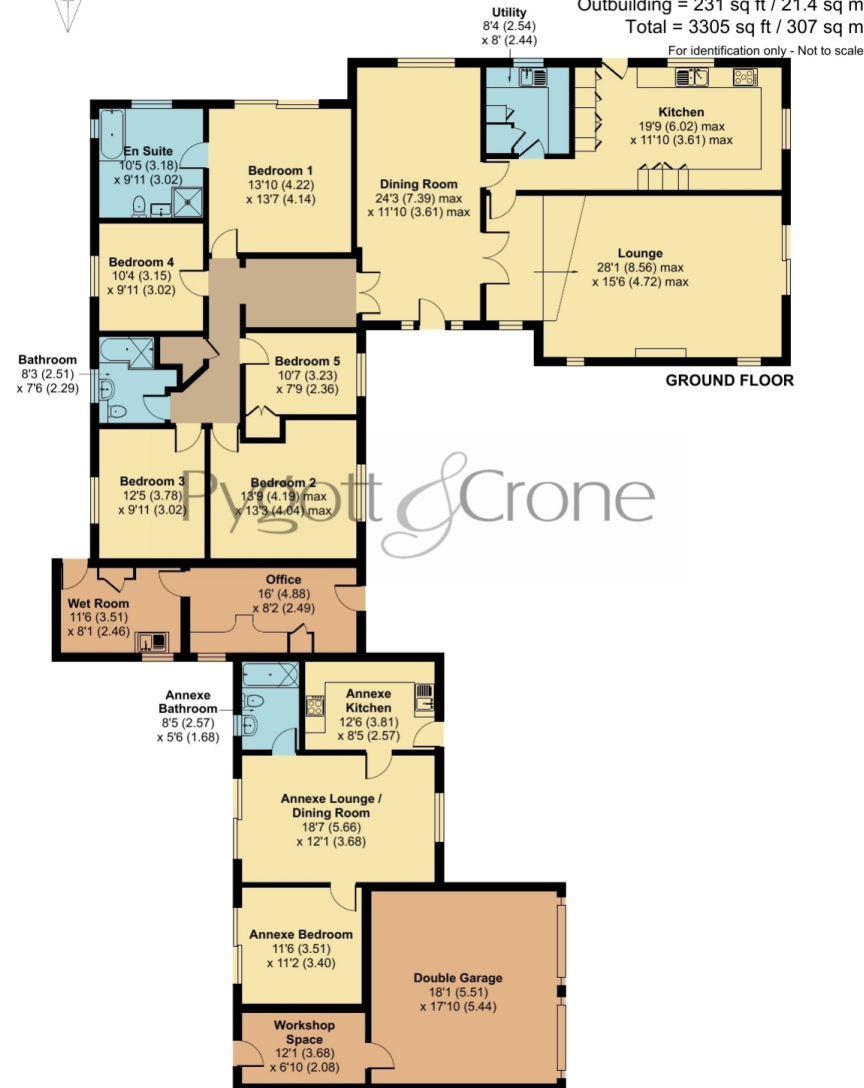 Outbuilding = 231 sq ft / 21.4 sq m
Total = 3305 sq ft / 307 sq m
For identification only - Not to scale
Utility
8'4 (2.54)
x 8' (2.44)
Kitchen
19'9 (6.02) max
x 11'10 (3.61) max
En Suite
10'5 (3.18)
x 9'11 (3.02)
Bedroom 1
13'10 (4.22)
x 13'7 (4.14)
Dining Room
24'3 (7.39) max
x 11'10 (3.61) max
Lounge
28'1 (8.56) max
x 15'6 (4.72) max
Bedroom 4
10'4 (3.15)
x 9'11 (3.02)
Bathroom
8'3 (2.51)
x 7'6 (2.29)
Bedroom 5
10'7 (3.23)
x 7'9 (2.36)
GROUND FLOOR
Bedroom 3
12'5 (3.78)
x 9'11 (3.02)
Bedroom 2
13'9 (4.19) max
x 13'3 (4.04) max
Pygott & Crone
Wet Room
11'6 (3.51)
x 8'1 (2.46)
Office
16' (4.88)
x 8'2 (2.49)
Annexe
Bathroom
8'5 (2.57)
x 5'6 (1.68)
Annexe
Kitchen
12'6 (3.81)
x 8'5 (2.57)
Annexe Lounge /
Dining Room
18'7 (5.66)
x 12'1 (3.68)
Annexe Bedroom
11'6 (3.51)
x 11'2 (3.40)
Double Garage
18'1 (5.51)
x 17'10 (5.44)
Workshop
Space
12'1 (3.68)
x 6'10 (2.08)